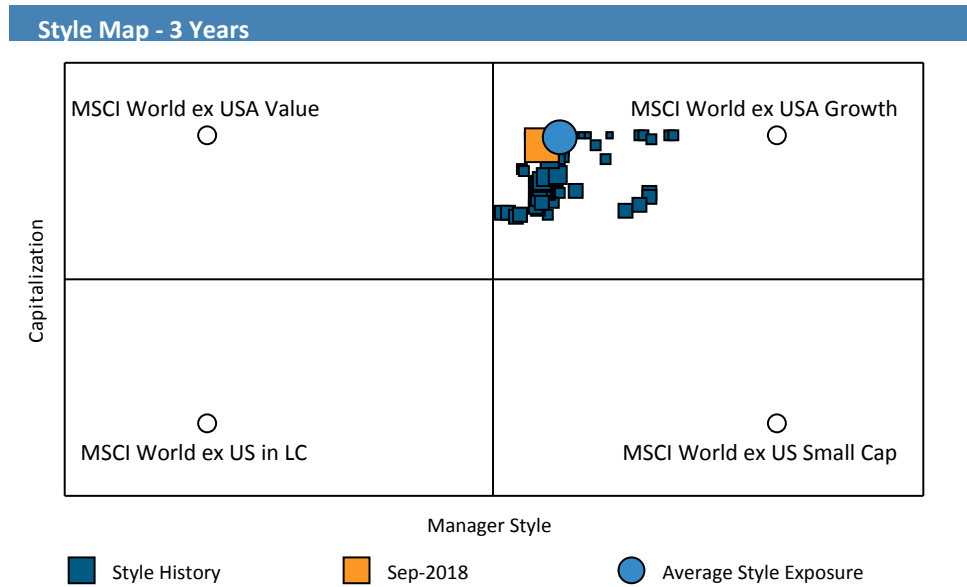 Style Map - 3 Years
MSCI World ex USA Value
MSCI World ex USA Growth
Capitalization
MSCI World ex US in LC
MSCI World ex US Small Cap
Manager Style
Style History
Sep-2018
Average Style Exposure